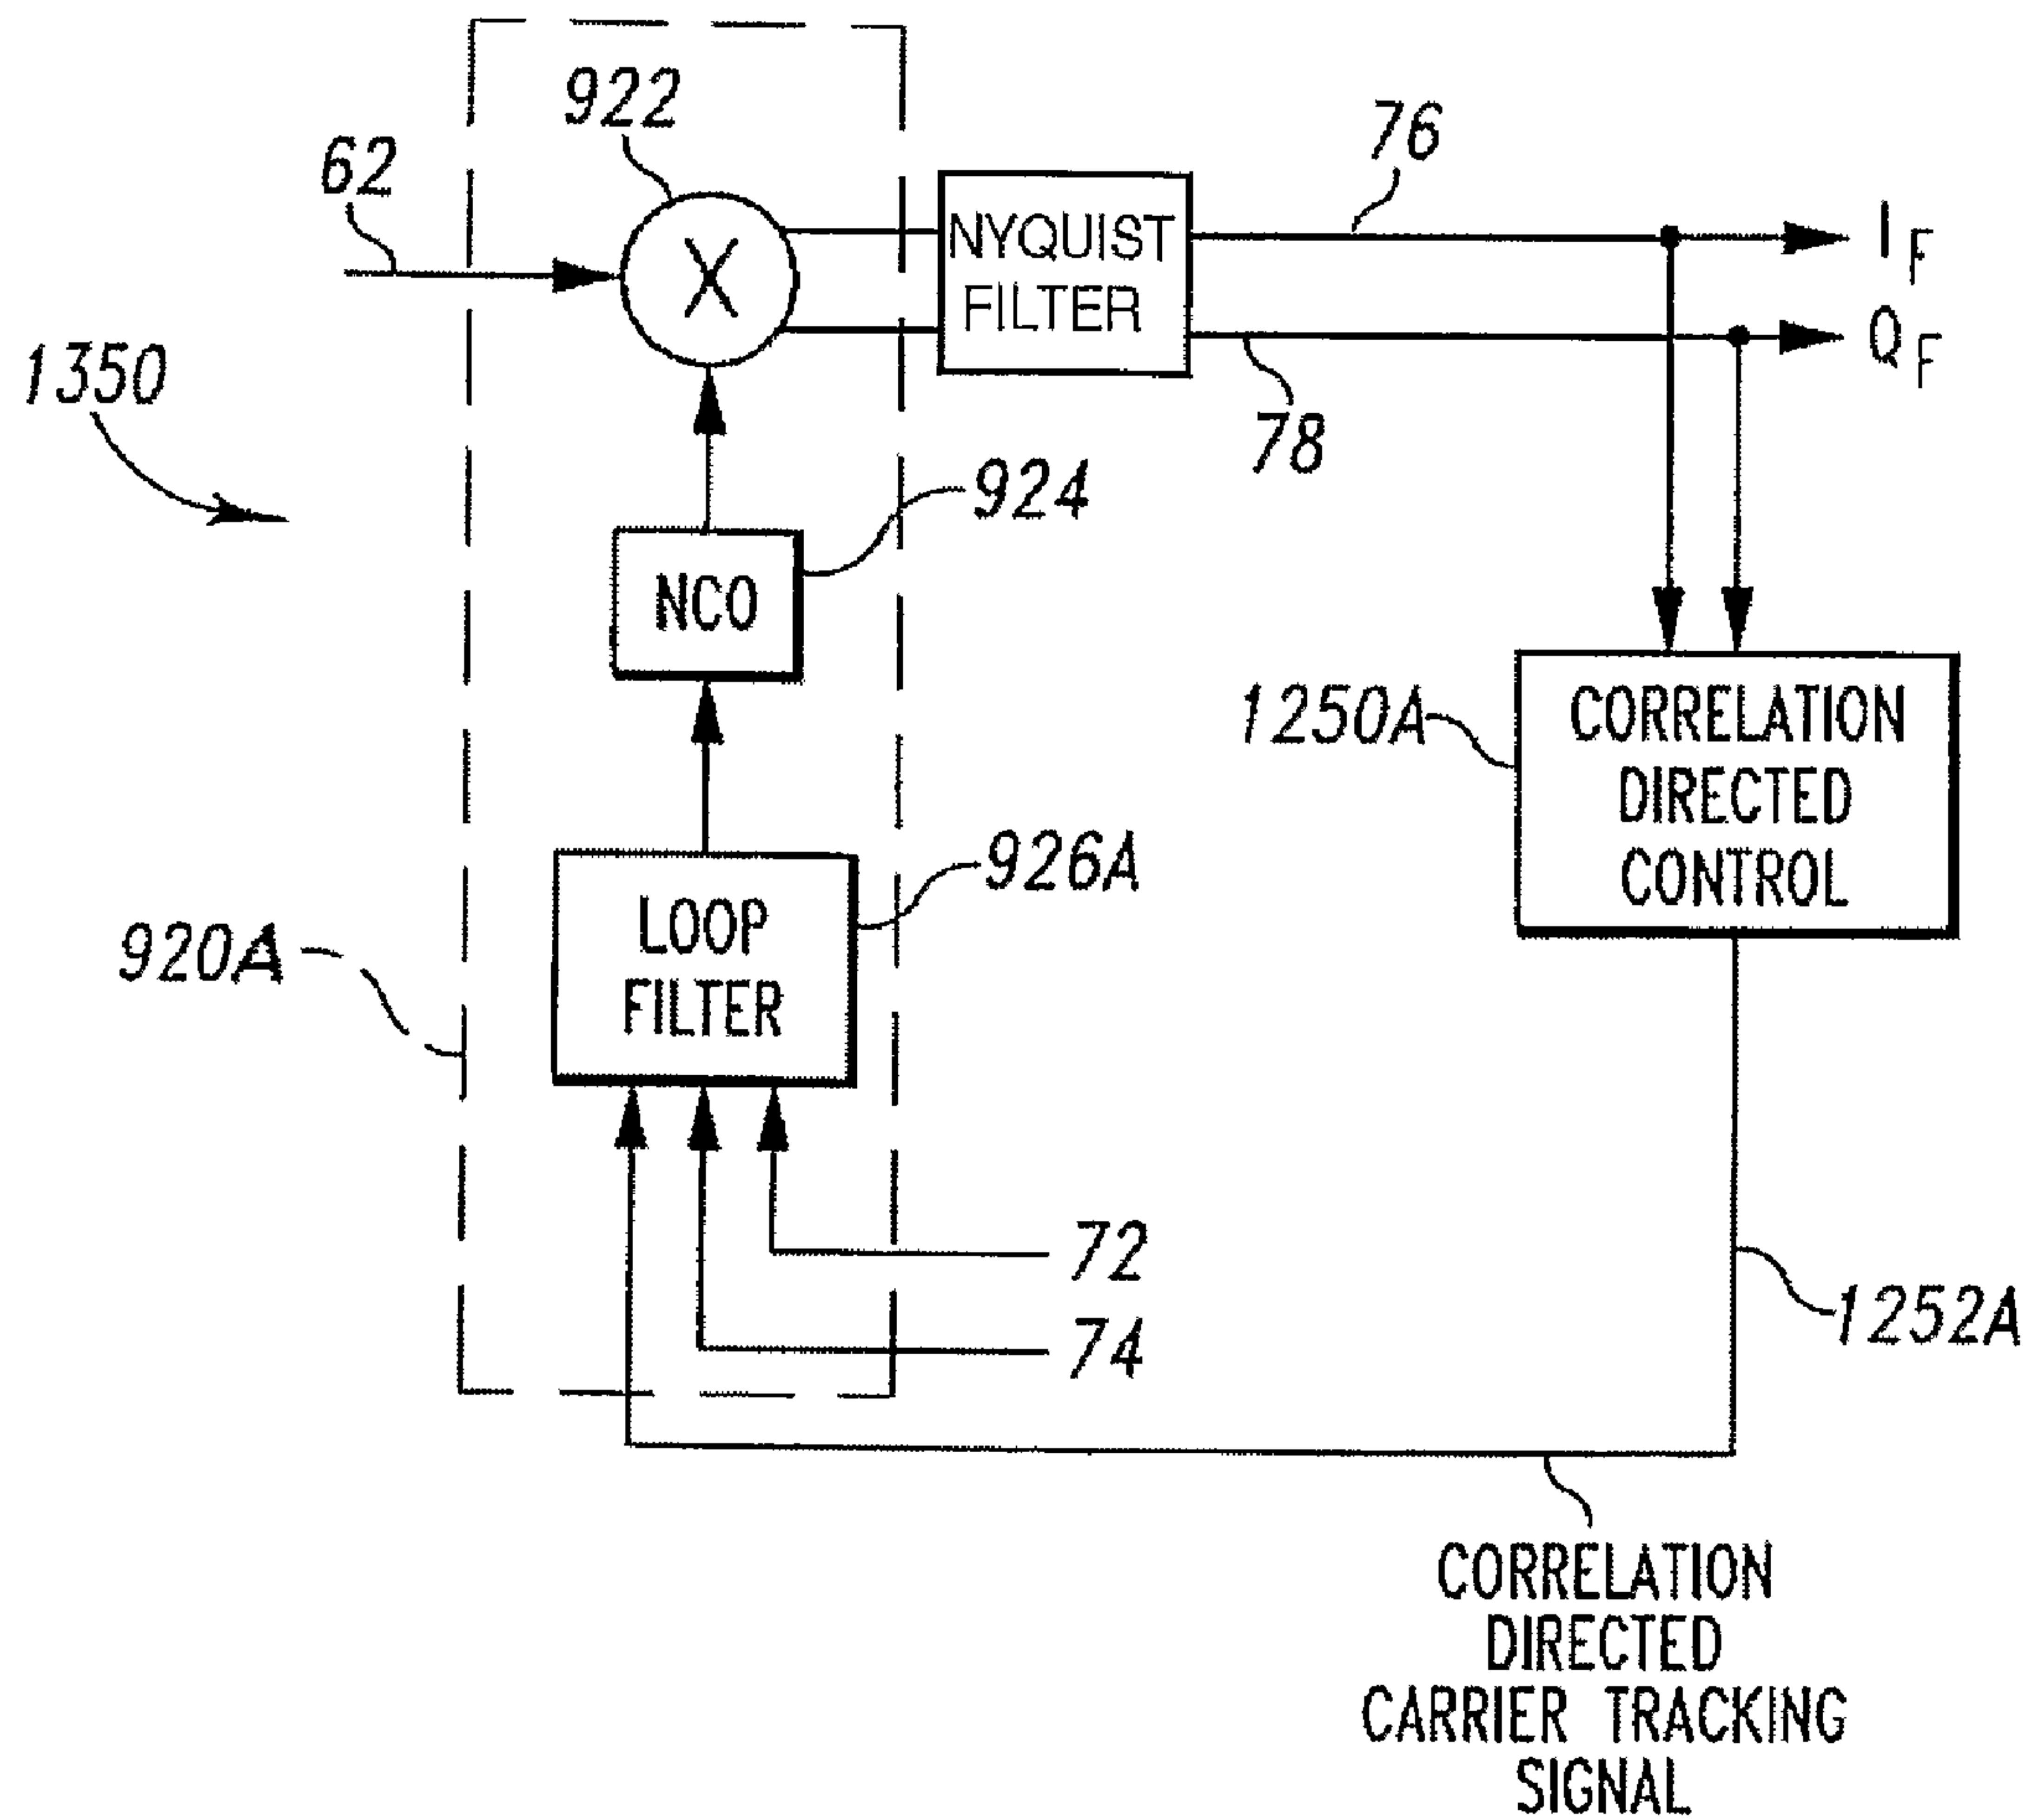 922
62
76
NYQUIST
FILTER
I F
Q F
1350
78
924
NCO
1250A
CORRELATION
DIRECTED
CONTROL
926A
LOOP
FILTER
920A
72
74
1252A
X
CORRELATION
DIRECTED
CARRIER TRACKING
SIGNAL